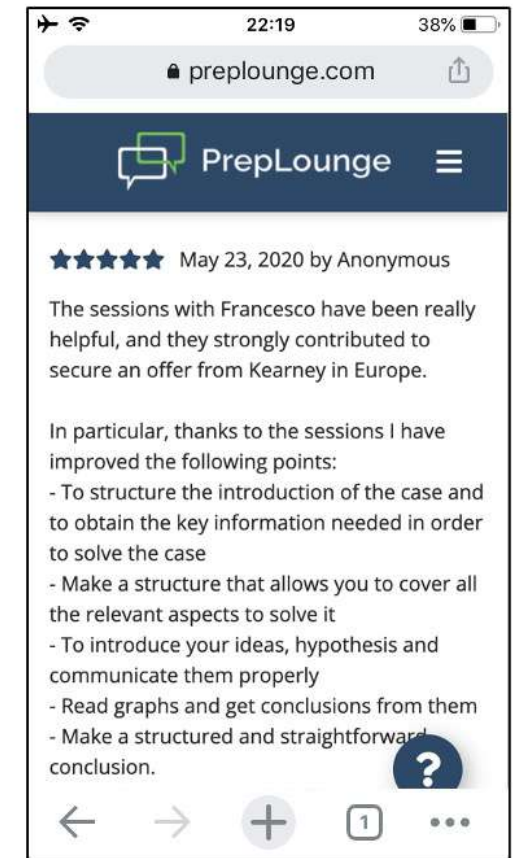 22:19
38%
preplounge.com
PrepLounge
May 23, 2020 by Anonymous
The sessions with Francesco have been really
helpful, and they strongly contributed to
secure an offer from Kearney in Europe.
In particular, thanks to the sessions I have
improved the following points:
- To structure the introduction of the case and
to obtain the key information needed in order
to solve the case
- Make a structure that allows you to cover all
the relevant aspects to solve it
- To introduce your ideas, hypothesis and
communicate them properly
- Read graphs and get conclusions from them
- Make a structured and straightforward
conclusion.
?
1